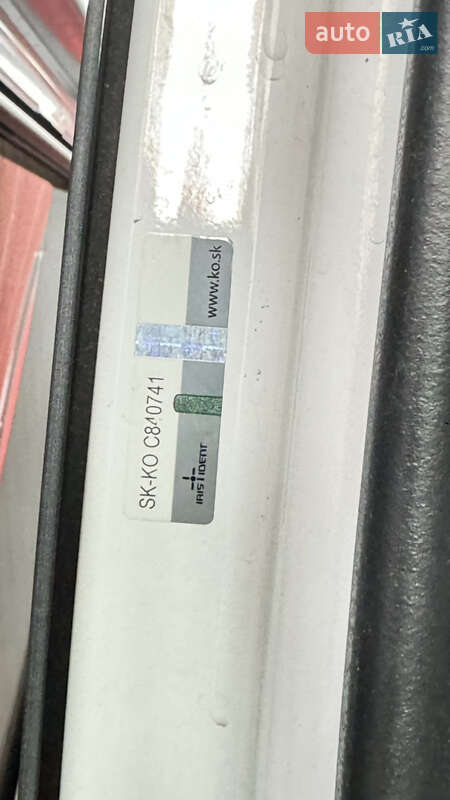 auto
RIA
.com
www.ko.sk
SK-KO C840741
IRIS IDENT